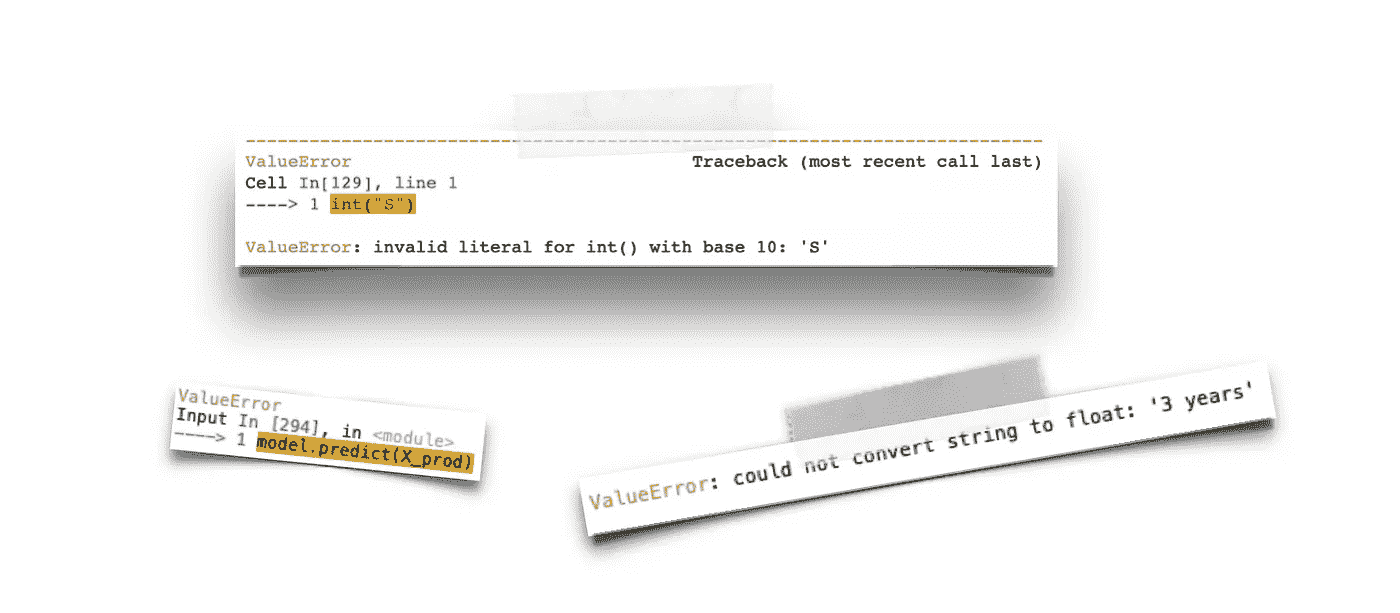 ValueError Traceback (most recent call last)
Cell In[129], line 1
----> 1 int("S")
ValueError: invalid literal for int() with base 10: 'S'
ValueError
Input In [294], in <module>
----> 1 model.predict(X_prod)
ValueError: could not convert string to float: '3 years'